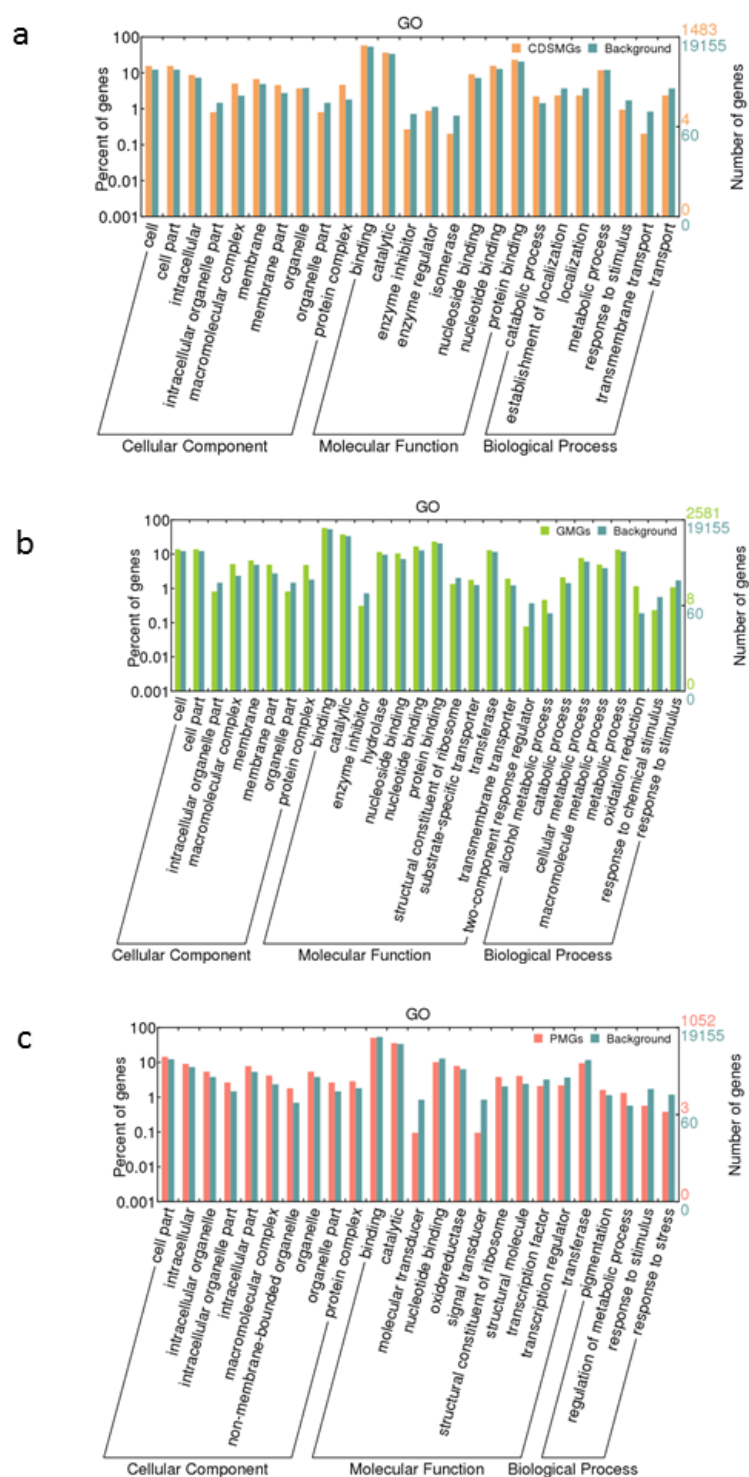 a
GO
100
10
1
0.1
0.01
0.001
Percent of genes
CDSMGs
Background
1483
19155
4
60
0
0
Number of genes
cell
cell part
intracellular
intracellular organelle part
macromolecular complex
membrane
membrane part
organelle
organelle part
protein complex
binding
catalytic
enzyme inhibitor
enzyme regulator
isomerase
nucleoside binding
nucleotide binding
protein binding
catabolic process
establishment of localization
localization
metabolic process
response to stimulus
transmembrane transport
transport
Cellular Component
Molecular Function
Biological Process
b
GO
100
10
1
0.1
0.01
0.001
Percent of genes
GMGs
Background
2581
19155
8
60
0
0
Number of genes
cell
cell part
intracellular organelle part
macromolecular complex
membrane
membrane part
organelle part
protein complex
binding
catalytic
enzyme inhibitor
hydrolase
nucleoside binding
nucleotide binding
protein binding
structural constituent of ribosome
substrate-specific transporter
transferase
transmembrane transporter
two-component response regulator
alcohol metabolic process
catabolic process
cellular metabolic process
macromolecule metabolic process
metabolic process
oxidation reduction
response to chemical stimulus
response to stimulus
Cellular Component
Molecular Function
Biological Process
c
GO
100
10
1
0.1
0.01
0.001
Percent of genes
PMGs
Background
1052
19155
3
60
0
0
Number of genes
cell part
intracellular
intracellular organelle
intracellular organelle part
intracellular part
macromolecular complex
non-membrane-bounded organelle
organelle
organelle part
protein complex
binding
catalytic
molecular transducer
nucleotide binding
oxidoreductase
signal transducer
structural constituent of ribosome
structural molecule
transcription factor
transcription regulator
transferase
pigmentation
regulation of metabolic process
response to stimulus
response to stress
Cellular Component
Molecular Function
Biological Process